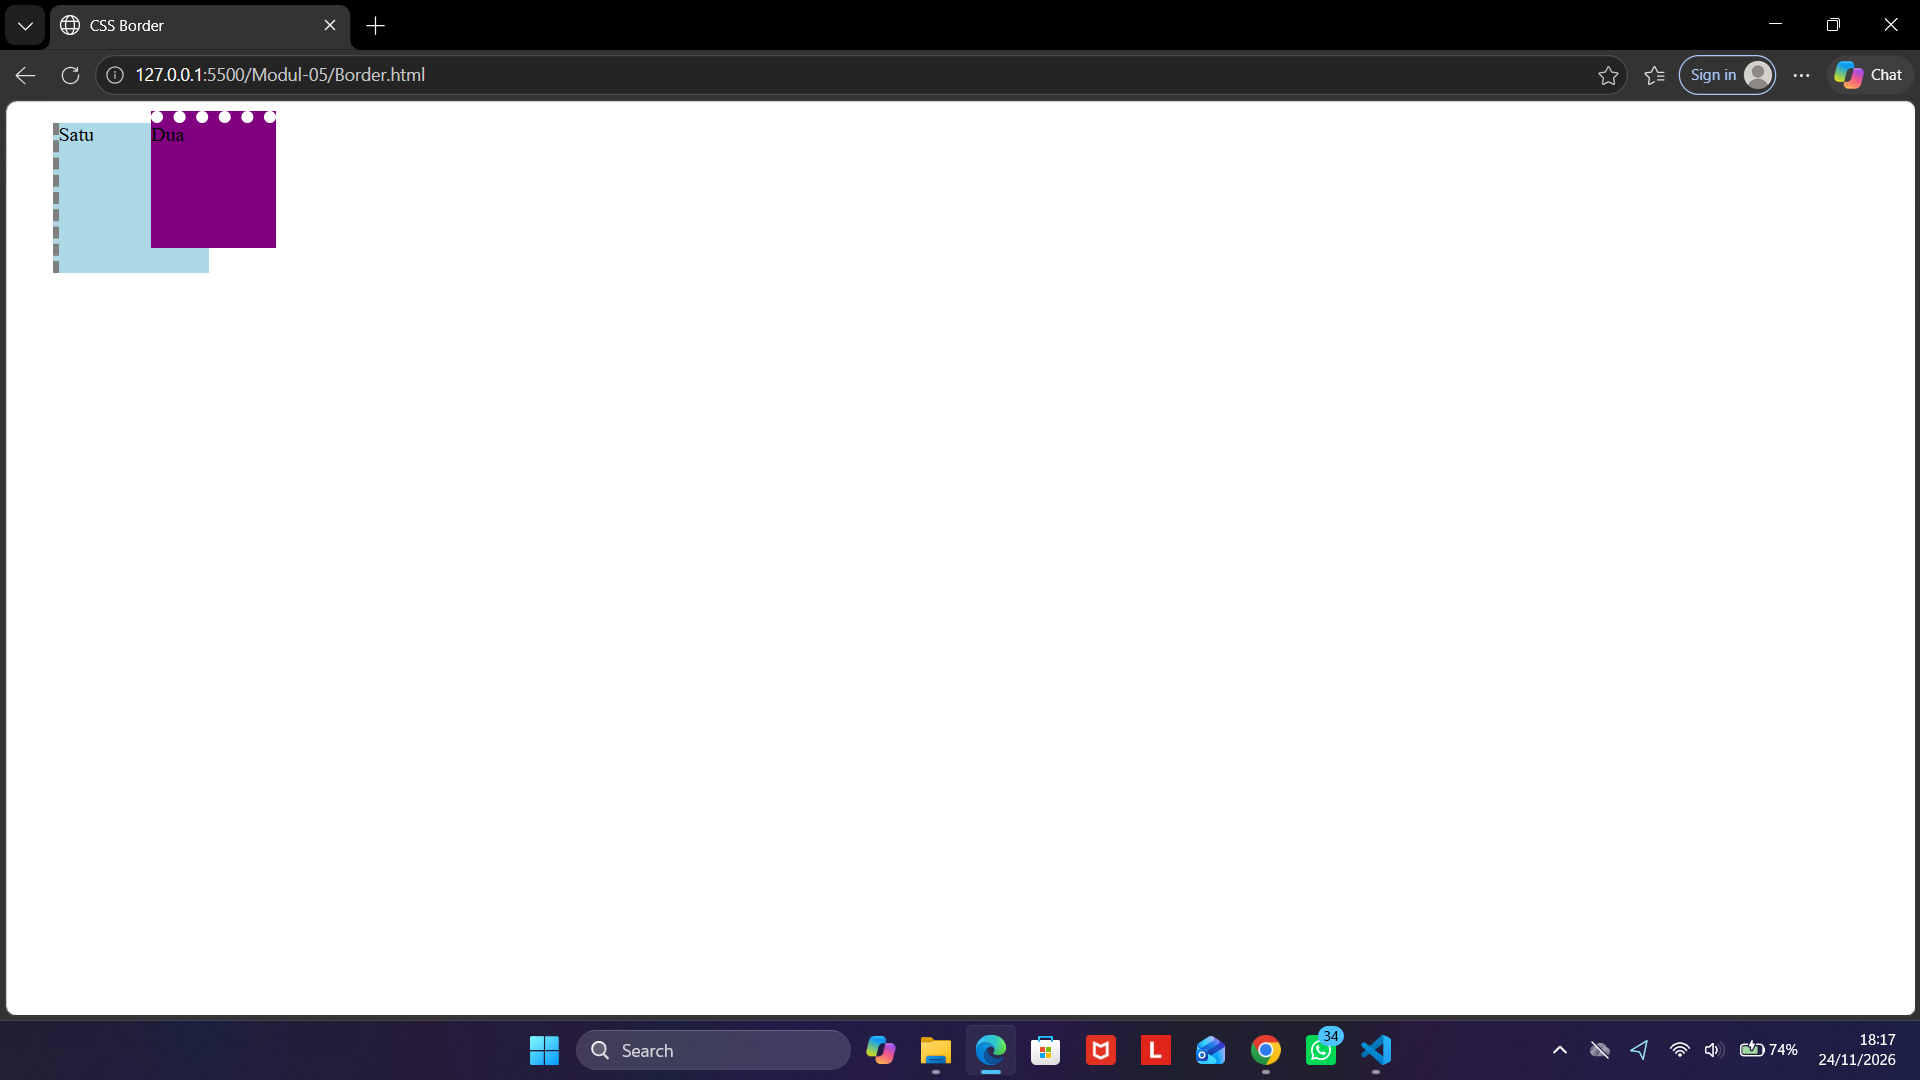 CSS Border
127.0.0.1:5500/Modul-05/Border.html
Sign in
Chat
Satu
Dua
Search
L
34
74%
18:17
24/11/2026